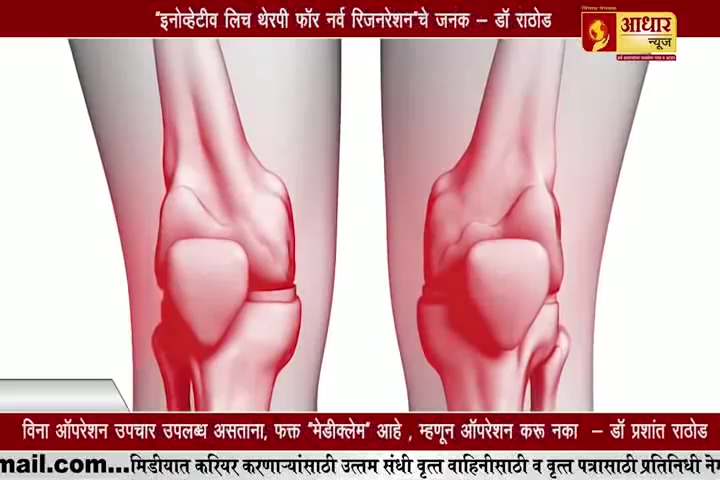 "इनोव्हेटीव लिच थेरपी फॉर नर्व रिजनरेशन"चे जनक – डॉ राठोड
आधार
न्यूज
विना ऑपरेशन उपचार उपलब्ध असताना, फक्त "मेडीक्लेम" आहे , म्हणून ऑपरेशन करू नका – डॉ प्रशांत राठोड
mail.com...मिडीयात करियर करणाऱ्यांसाठी उत्तम संधी वृत्त वाहिनीसाठी व वृत्त पत्रासाठी प्रतिनिधी नेम